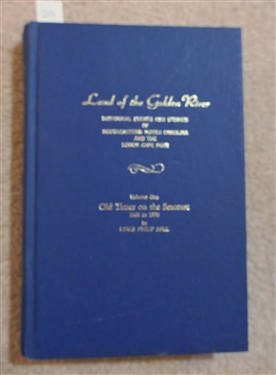 Land of the Golden River
HISTORICAL EVENTS AND STORIES
OF
SOUTHEASTERN NORTH CAROLINA
AND THE
LOWER CAPE FEAR
Volume One
Old Times on the Seacoast
1526 to 1970
by
LEWIS PHILIP HALL